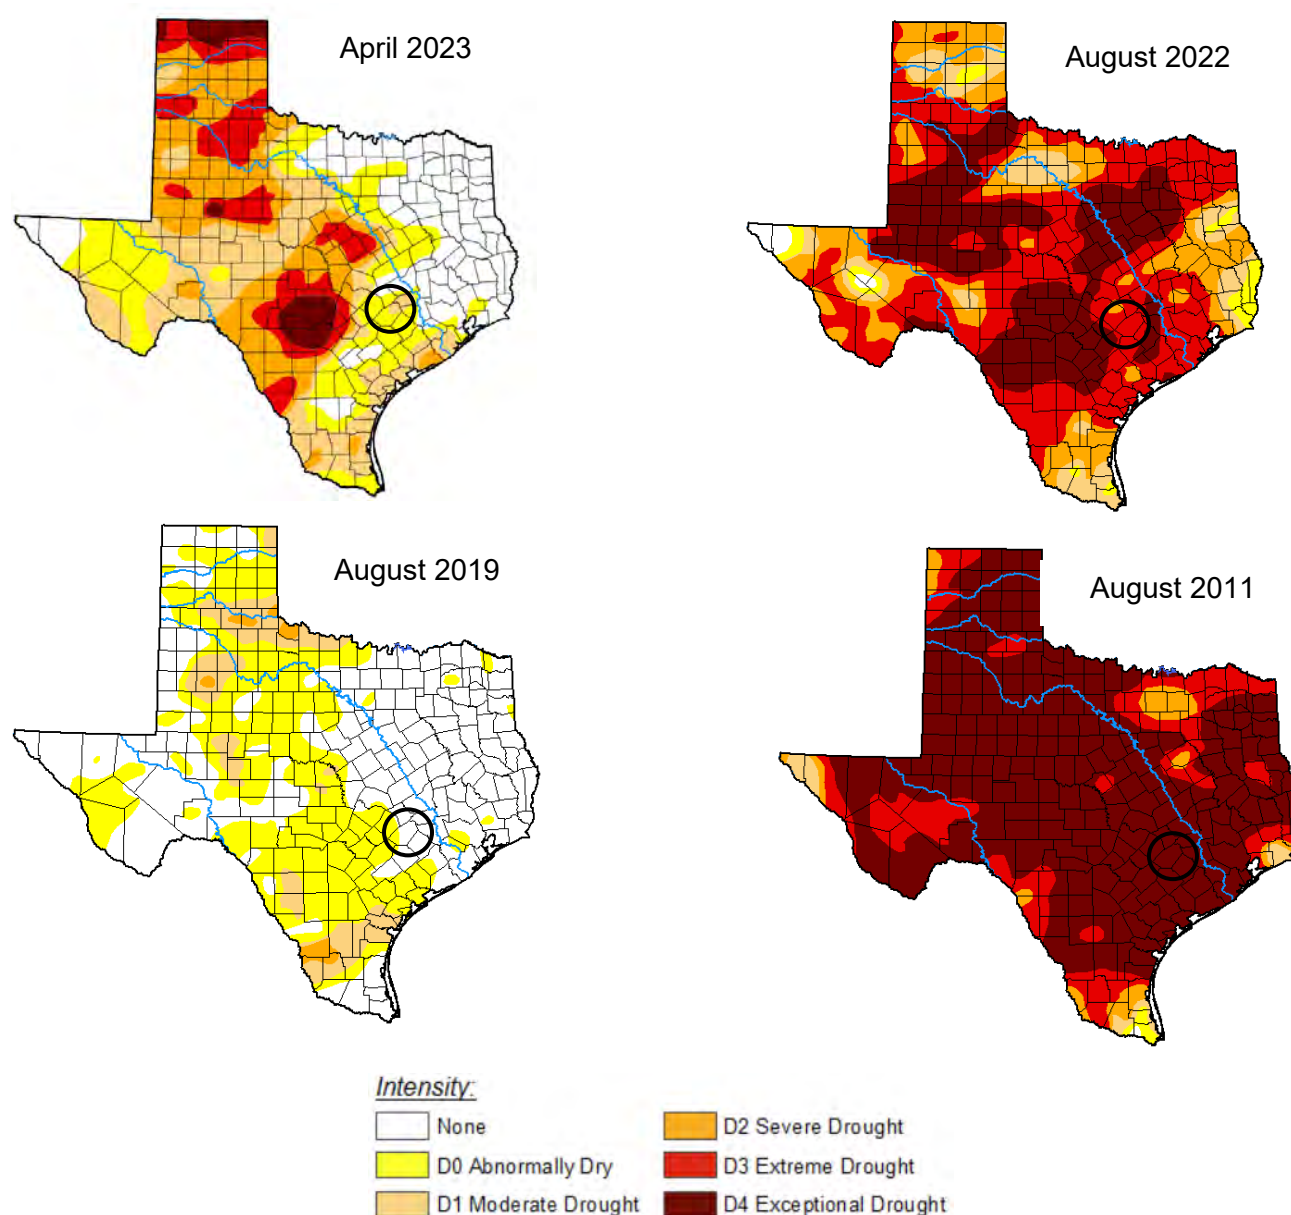 April 2023
August 2022
August 2019
August 2011
Intensity:
None
D0 Abnormally Dry
D1 Moderate Drought
D2 Severe Drought
D3 Extreme Drought
D4 Exceptional Drought